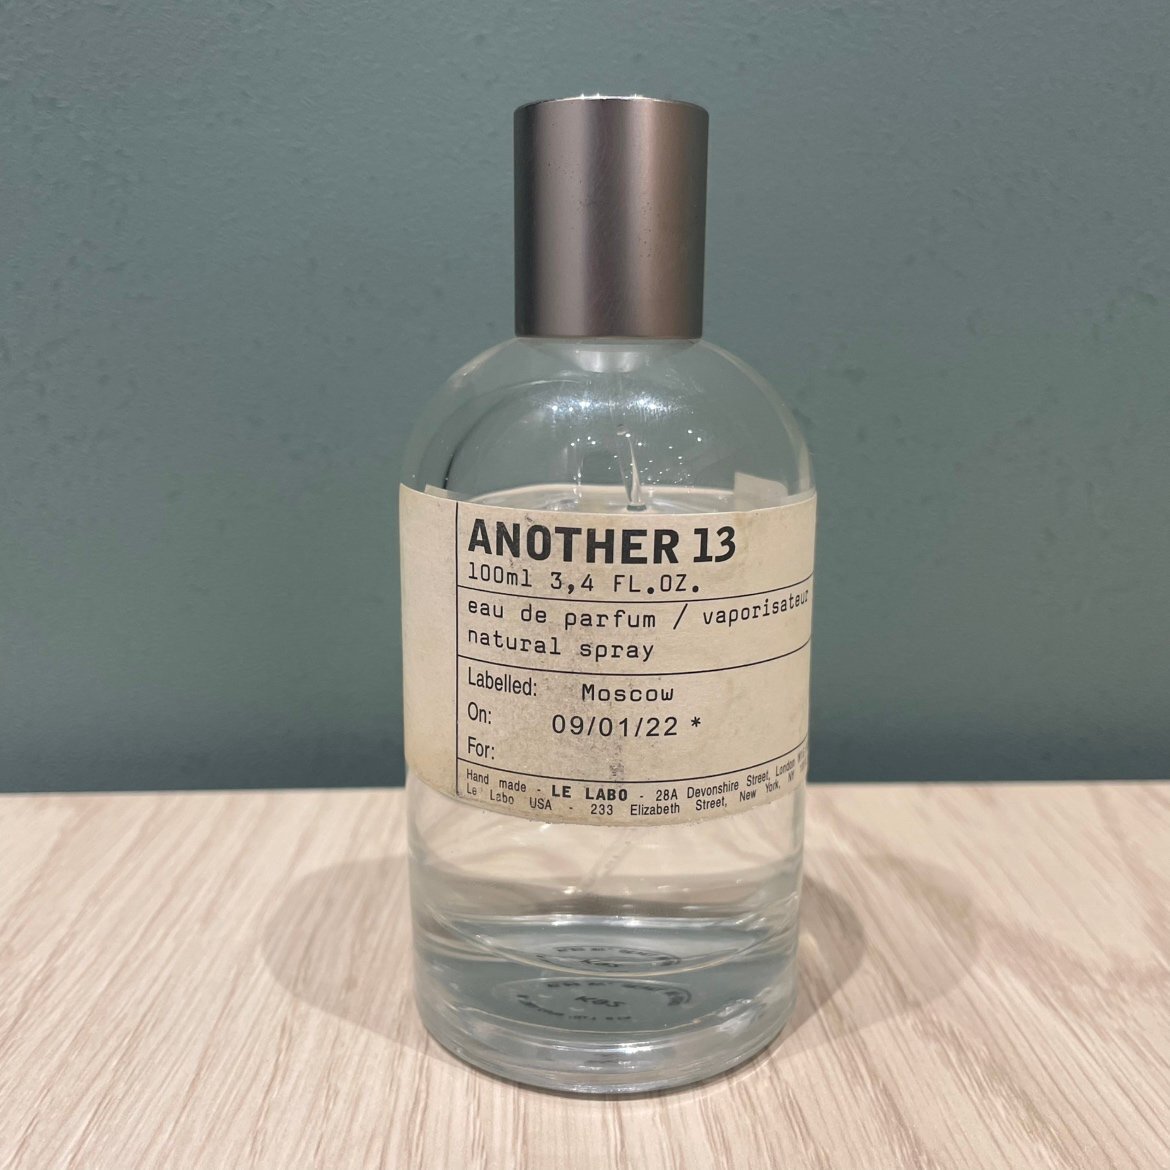 ANOTHER 13
100ml 3,4 FL.OZ.
eau de parfum / vaporisateur
natural spray
Labelled: Moscow
On: 09/01/22 *
For:
Hand made - LE LABO - 28A Devonshire Street, London
Le Labo USA - 233 Elizabeth Street, New York, NY